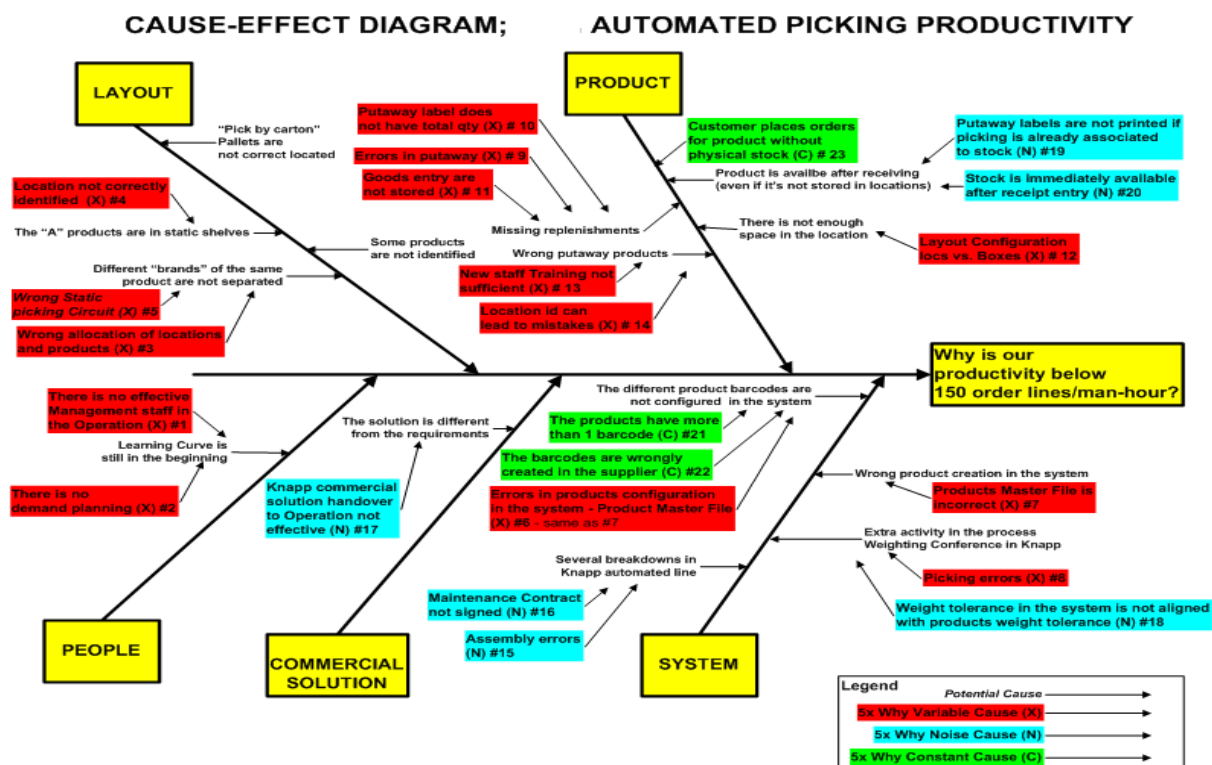 CAUSE-EFFECT DIAGRAM; AUTOMATED PICKING PRODUCTIVITY
LAYOUT
PRODUCT
"Pick by carton"
Pallets are
not correct located
Location not correctly
identified (X) #4
The "A" products are in static shelves
Some products
are not identified
Different "brands" of the same
product are not separated
Wrong Static
picking Circuit (X) #5
Wrong allocation of locations
and products (X) #3
Putaway label does
not have total qty (X) # 10
Errors in putaway (X) # 9
Goods entry are
not stored (X) # 11
Missing replenishments
Wrong putaway products
New staff Training not
sufficient (X) # 13
Location id can
lead to mistakes (X) # 14
Customer places orders
for product without
physical stock (C) # 23
Product is availbe after receiving
(even if it's not stored in locations)
There is not enough
space in the location
Putaway labels are not printed if
picking is already associated
to stock (N) #19
Stock is immediately available
after receipt entry (N) #20
Layout Configuration
locs vs. Boxes (X) # 12
Why is our
productivity below
150 order lines/man-hour?
There is no effective
Management staff in
the Operation (X) #1
Learning Curve is
still in the beginning
There is no
demand planning (X) #2
The solution is different
from the requirements
Knapp commercial
solution handover
to Operation not
effective (N) #17
The different product barcodes are
not configured in the system
The products have more
than 1 barcode (C) #21
The barcodes are wrongly
created in the supplier (C) #22
Errors in products configuration
in the system - Product Master File
(X) #6 - same as #7
Several breakdowns in
Knapp automated line
Maintenance Contract
not signed (N) #16
Assembly errors
(N) #15
Wrong product creation in the system
Products Master File is
incorrect (X) #7
Extra activity in the process
Weighting Conference in Knapp
Picking errors (X) #8
Weight tolerance in the system is not aligned
with products weight tolerance (N) #18
PEOPLE
COMMERCIAL
SOLUTION
SYSTEM
Legend
Potential Cause
5x Why Variable Cause (X)
5x Why Noise Cause (N)
5x Why Constant Cause (C)